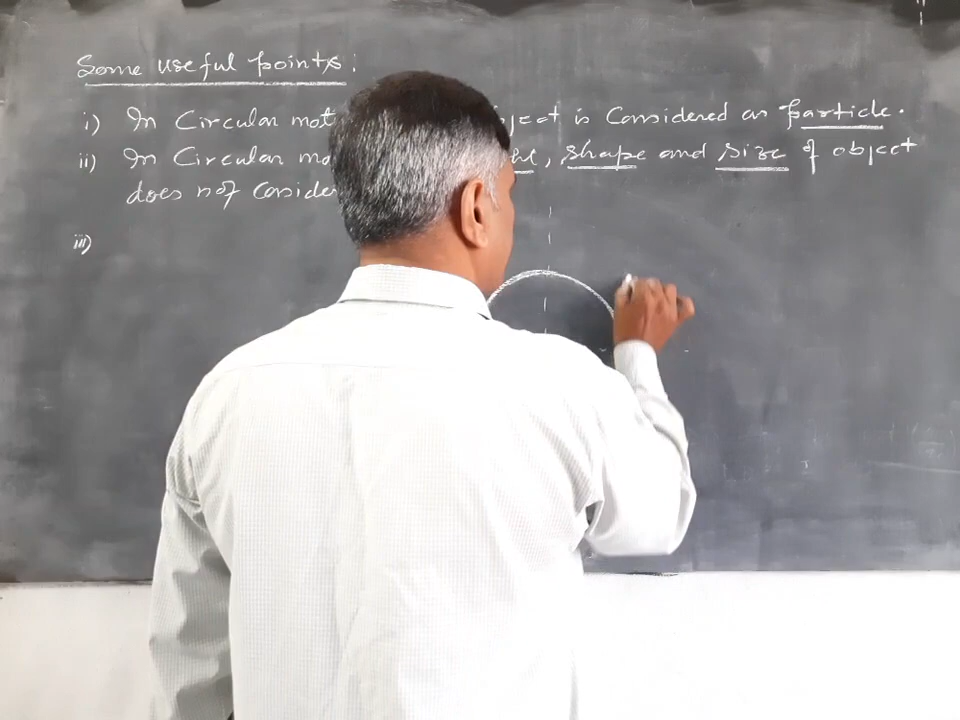 Some useful points:
i) In Circular mot ject is Considered as particle.
ii) In Circular mo , shape and size of object
does not conside
iii)